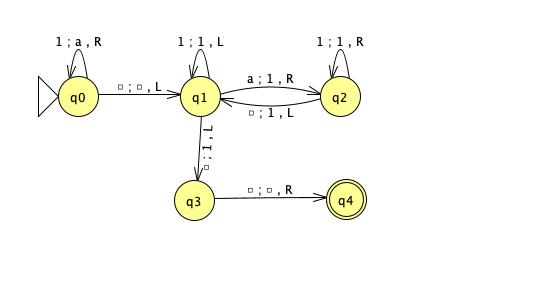 1 ; a , R
1 ; 1 , L
1 ; 1 , R
q0
□ ; □ , L
q1
a ; 1 , R
□ ; 1 , L
q2
□ ; 1 , L
q3
□ ; □ , R
q4